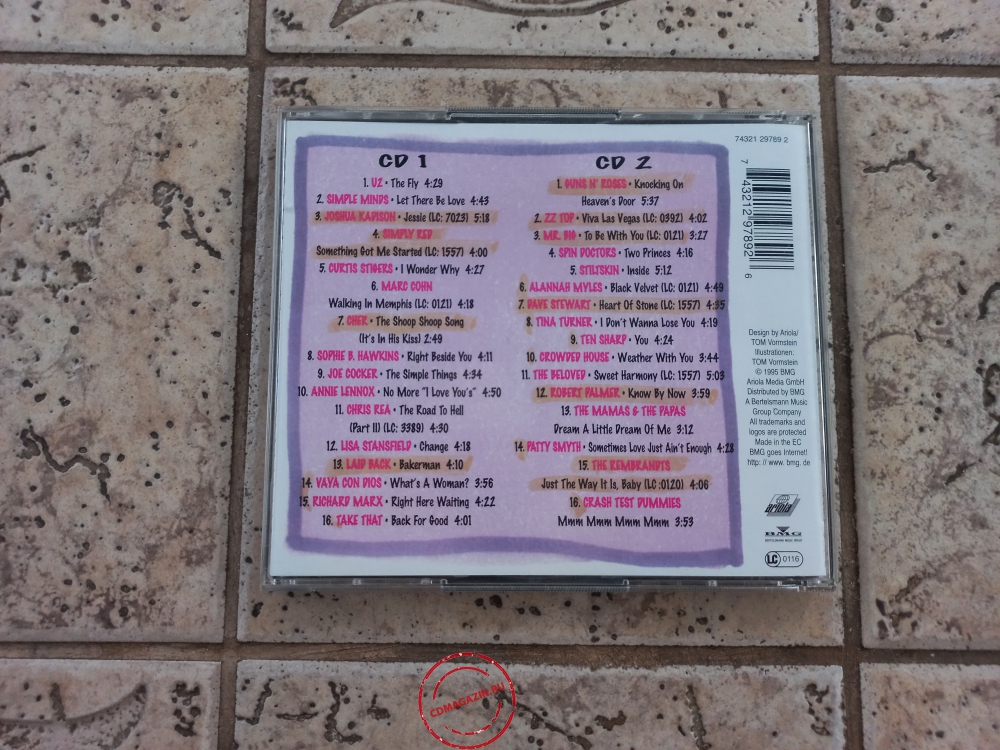 74321 29789 2
CD 1
1. U2 • The Fly 4:29
2. SIMPLE MINDS • Let There Be Love 4:43
3. JOSHUA KADISON • Jessie (LC: 7023) 5:18
4. SIMPLY RED
Something Got Me Started (LC: 1557) 4:00
5. CURTIS STIGERS • I Wonder Why 4:27
6. MARC COHN
Walking In Memphis (LC: 0121) 4:18
7. CHER • The Shoop Shoop Song
(It's In His Kiss) 2:49
8. SOPHIE B. HAWKINS • Right Beside You 4:11
9. JOE COCKER • The Simple Things 4:34
10. ANNIE LENNOX • No More "I Love You's" 4:50
11. CHRIS REA • The Road To Hell
(Part II) (LC: 3389) 4:30
12. LISA STANSFIELD • Change 4:18
13. LAID BACK • Bakerman 4:10
14. VAYA CON DIOS • What's A Woman? 3:56
15. RICHARD MARX • Right Here Waiting 4:22
16. TAKE THAT • Back For Good 4:01
CD 2
1. GUNS N' ROSES • Knocking On
Heaven's Door 5:37
2. ZZ TOP • Viva Las Vegas (LC: 0392) 4:02
3. MR. BIG • To Be With You (LC: 0121) 3:27
4. SPIN DOCTORS • Two Princes 4:16
5. STILTSKIN • Inside 5:12
6. ALANNAH MYLES • Black Velvet (LC: 0121) 4:49
7. DAVE STEWART • Heart Of Stone (LC: 1557) 4:35
8. TINA TURNER • I Don't Wanna Lose You 4:19
9. TEN SHARP • You 4:24
10. CROWDED HOUSE • Weather With You 3:44
11. THE BELOVED • Sweet Harmony (LC: 1557) 5:03
12. ROBERT PALMER • Know By Now 3:59
13. THE MAMAS & THE PAPAS
Dream A Little Dream Of Me 3:12
14. PATTY SMYTH • Sometimes Love Just Ain't Enough 4:28
15. THE REMBRANDTS
Just The Way It Is, Baby (LC :0120) 4:06
16. CRASH TEST DUMMIES
Mmm Mmm Mmm Mmm 3:53
7 43212 97892 6
Design by Ariola/
TOM Vormstein
Illustrationen:
TOM Vormstein
© 1995 BMG
Ariola Media GmbH
Distributed by BMG
A Bertelsmann Music
Group Company
All trademarks and
logos are protected
Made in the EC
BMG goes Internet!
http: // www. bmg. de
ariola
BMG
BERTELSMANN MUSIC GROUP
LC 0116
CDMAGAZIN.RU